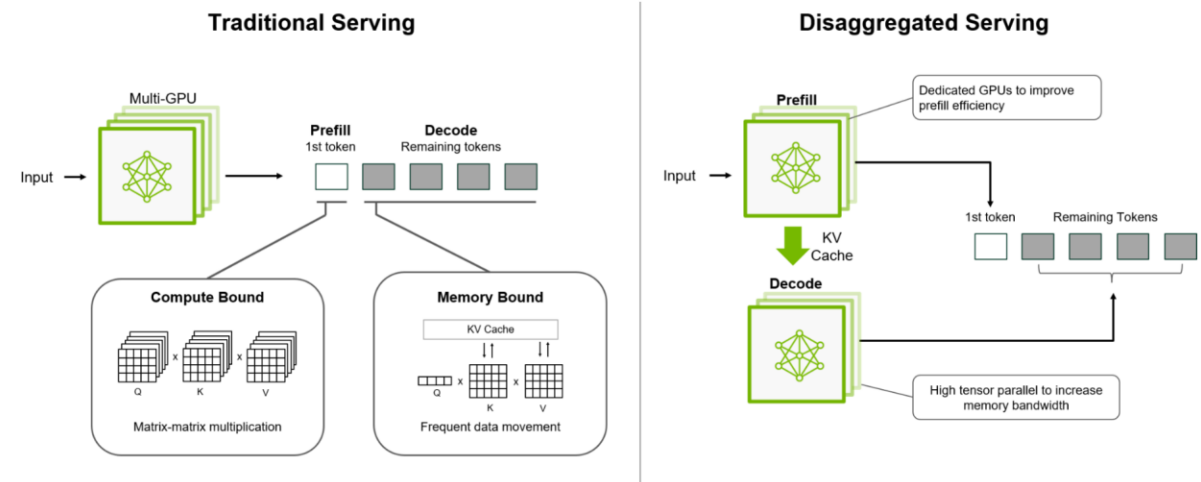 Traditional Serving
Multi-GPU
Input
Prefill
1st token
Decode
Remaining tokens
Compute Bound
x
x
Q
K
V
Matrix-matrix multiplication
Memory Bound
KV Cache
x
x
Q
K
V
Frequent data movement
Disaggregated Serving
Dedicated GPUs to improve
prefill efficiency
Prefill
Input
1st token
Remaining Tokens
KV
Cache
Decode
High tensor parallel to increase
memory bandwidth